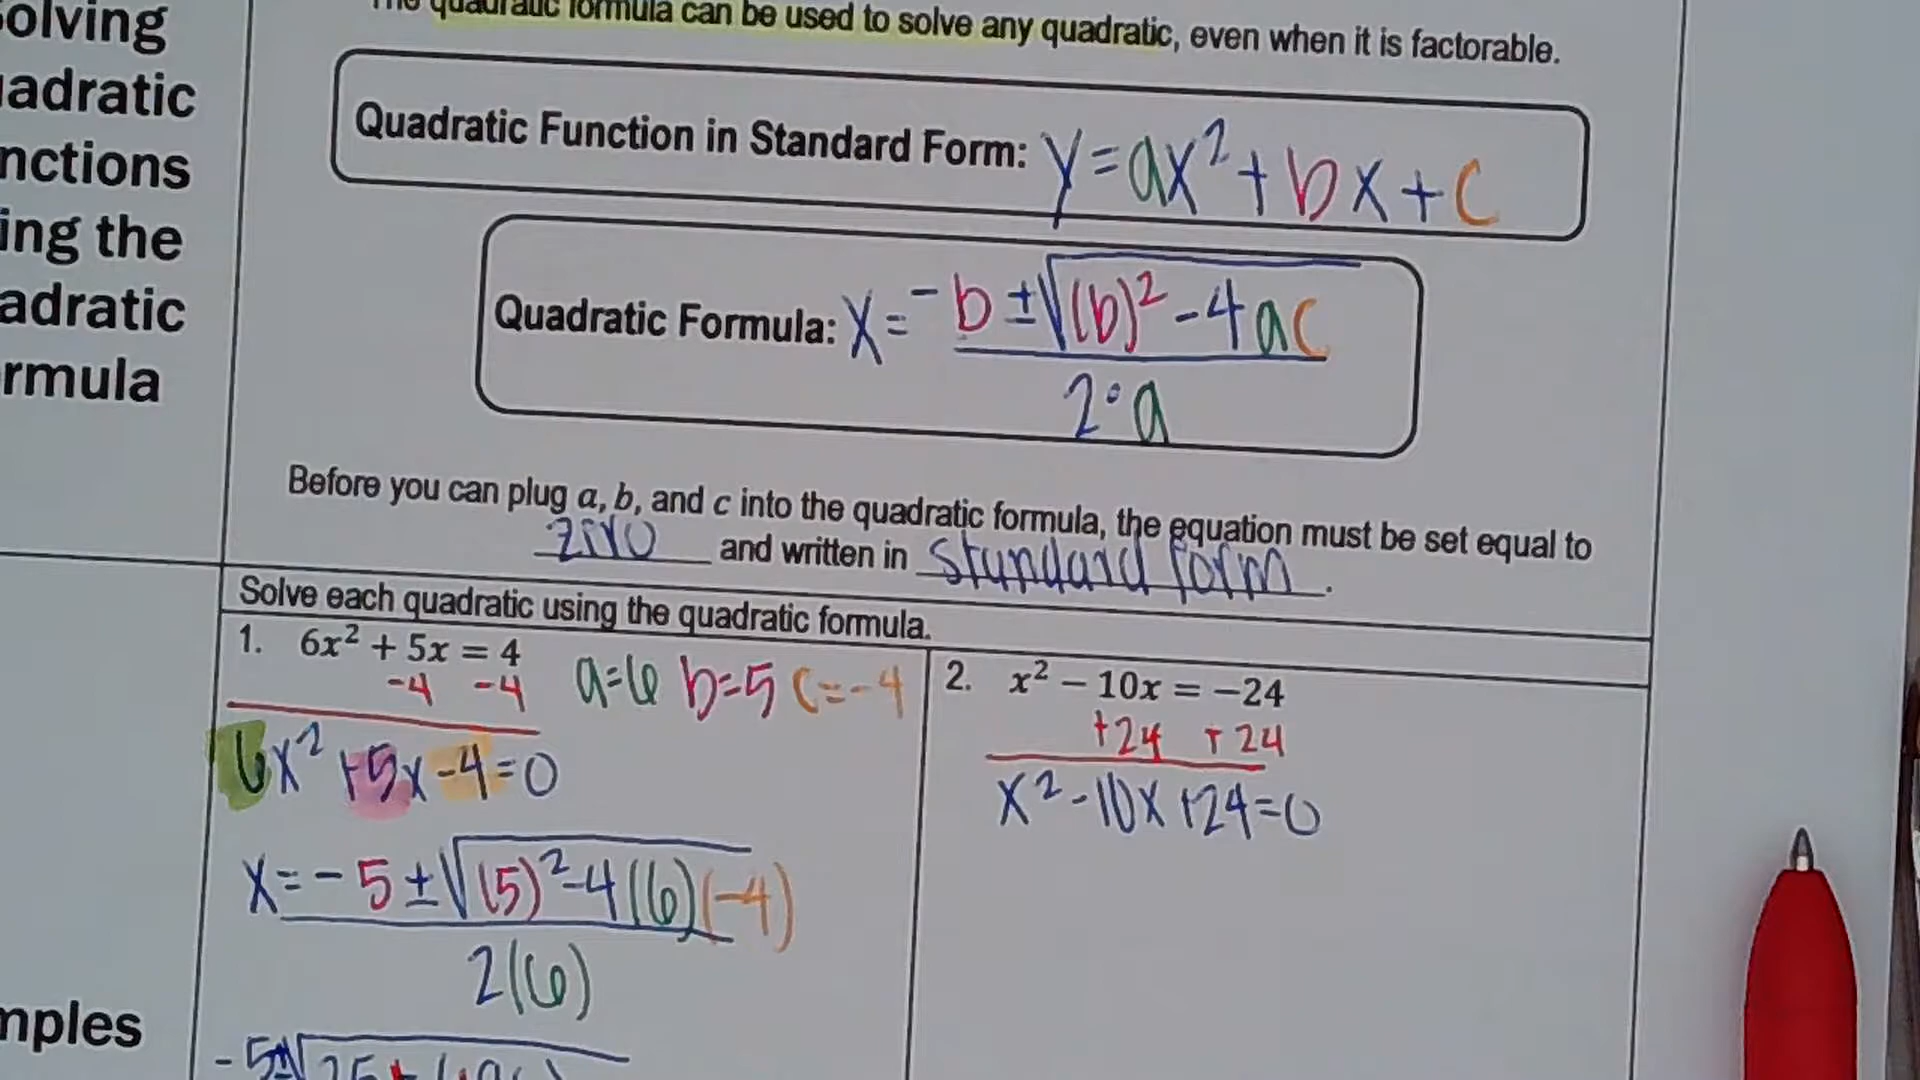 olving
adratic
nctions
ing the
adratic
rmula
quadratic formula can be used to solve any quadratic, even when it is factorable.
Quadratic Function in Standard Form: y=ax²+bx+c
Quadratic Formula: x = -b ± √(b)² - 4ac
2·a
Before you can plug a, b, and c into the quadratic formula, the equation must be set equal to
zero and written in standard form.
Solve each quadratic using the quadratic formula.
1. 6x² + 5x = 4 a=6 b=5 c=-4
-4 -4
6x² +5x-4=0
x= -5 ± √(5)²-4(6)(-4)
2(6)
2. x² – 10x = –24
+24 +24
x²-10x+24=0
mples
-5±√25+